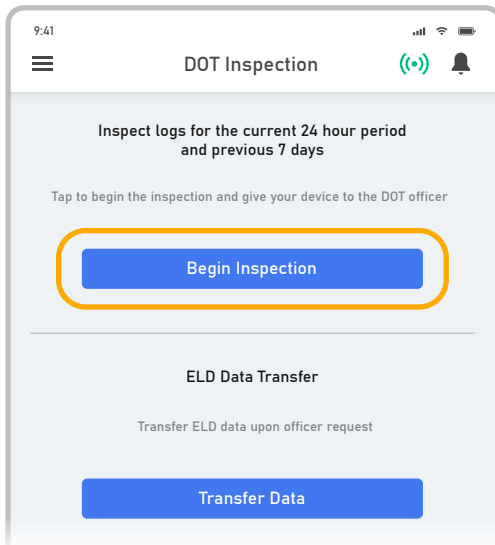 9:41
DOT Inspection
Inspect logs for the current 24 hour period
and previous 7 days
Tap to begin the inspection and give your device to the DOT officer
Begin Inspection
ELD Data Transfer
Transfer ELD data upon officer request
Transfer Data